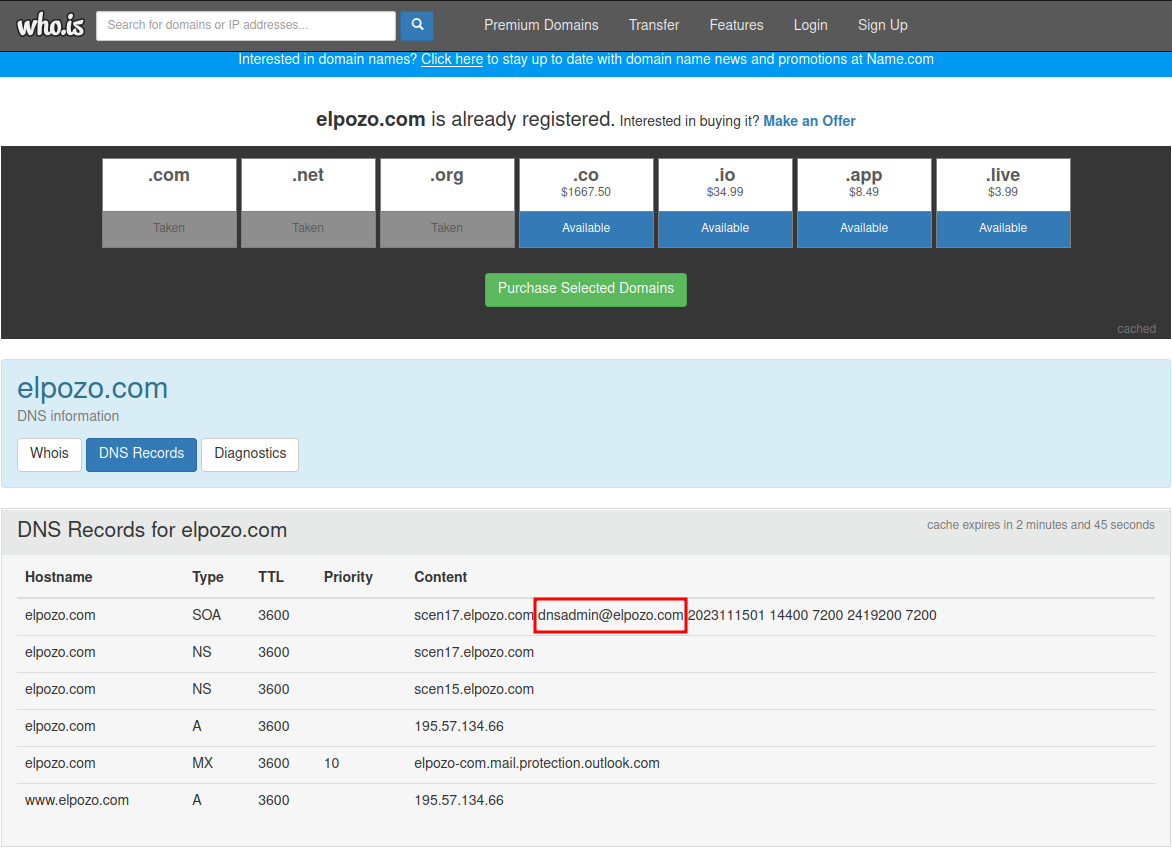 who.is Search for domains or IP addresses... Premium Domains Transfer Features Login Sign Up
Interested in domain names? Click here to stay up to date with domain name news and promotions at Name.com
elpozo.com is already registered. Interested in buying it? Make an Offer
.com .net .org .co .io .app .live
$1667.50 $34.99 $8.49 $3.99
Taken Taken Taken Available Available Available Available
Purchase Selected Domains
cached
elpozo.com
DNS information
Whois DNS Records Diagnostics
DNS Records for elpozo.com cache expires in 2 minutes and 45 seconds
Hostname Type TTL Priority Content
elpozo.com SOA 3600 scen17.elpozo.com dnsadmin@elpozo.com 2023111501 14400 7200 2419200 7200
elpozo.com NS 3600 scen17.elpozo.com
elpozo.com NS 3600 scen15.elpozo.com
elpozo.com A 3600 195.57.134.66
elpozo.com MX 3600 10 elpozo-com.mail.protection.outlook.com
www.elpozo.com A 3600 195.57.134.66